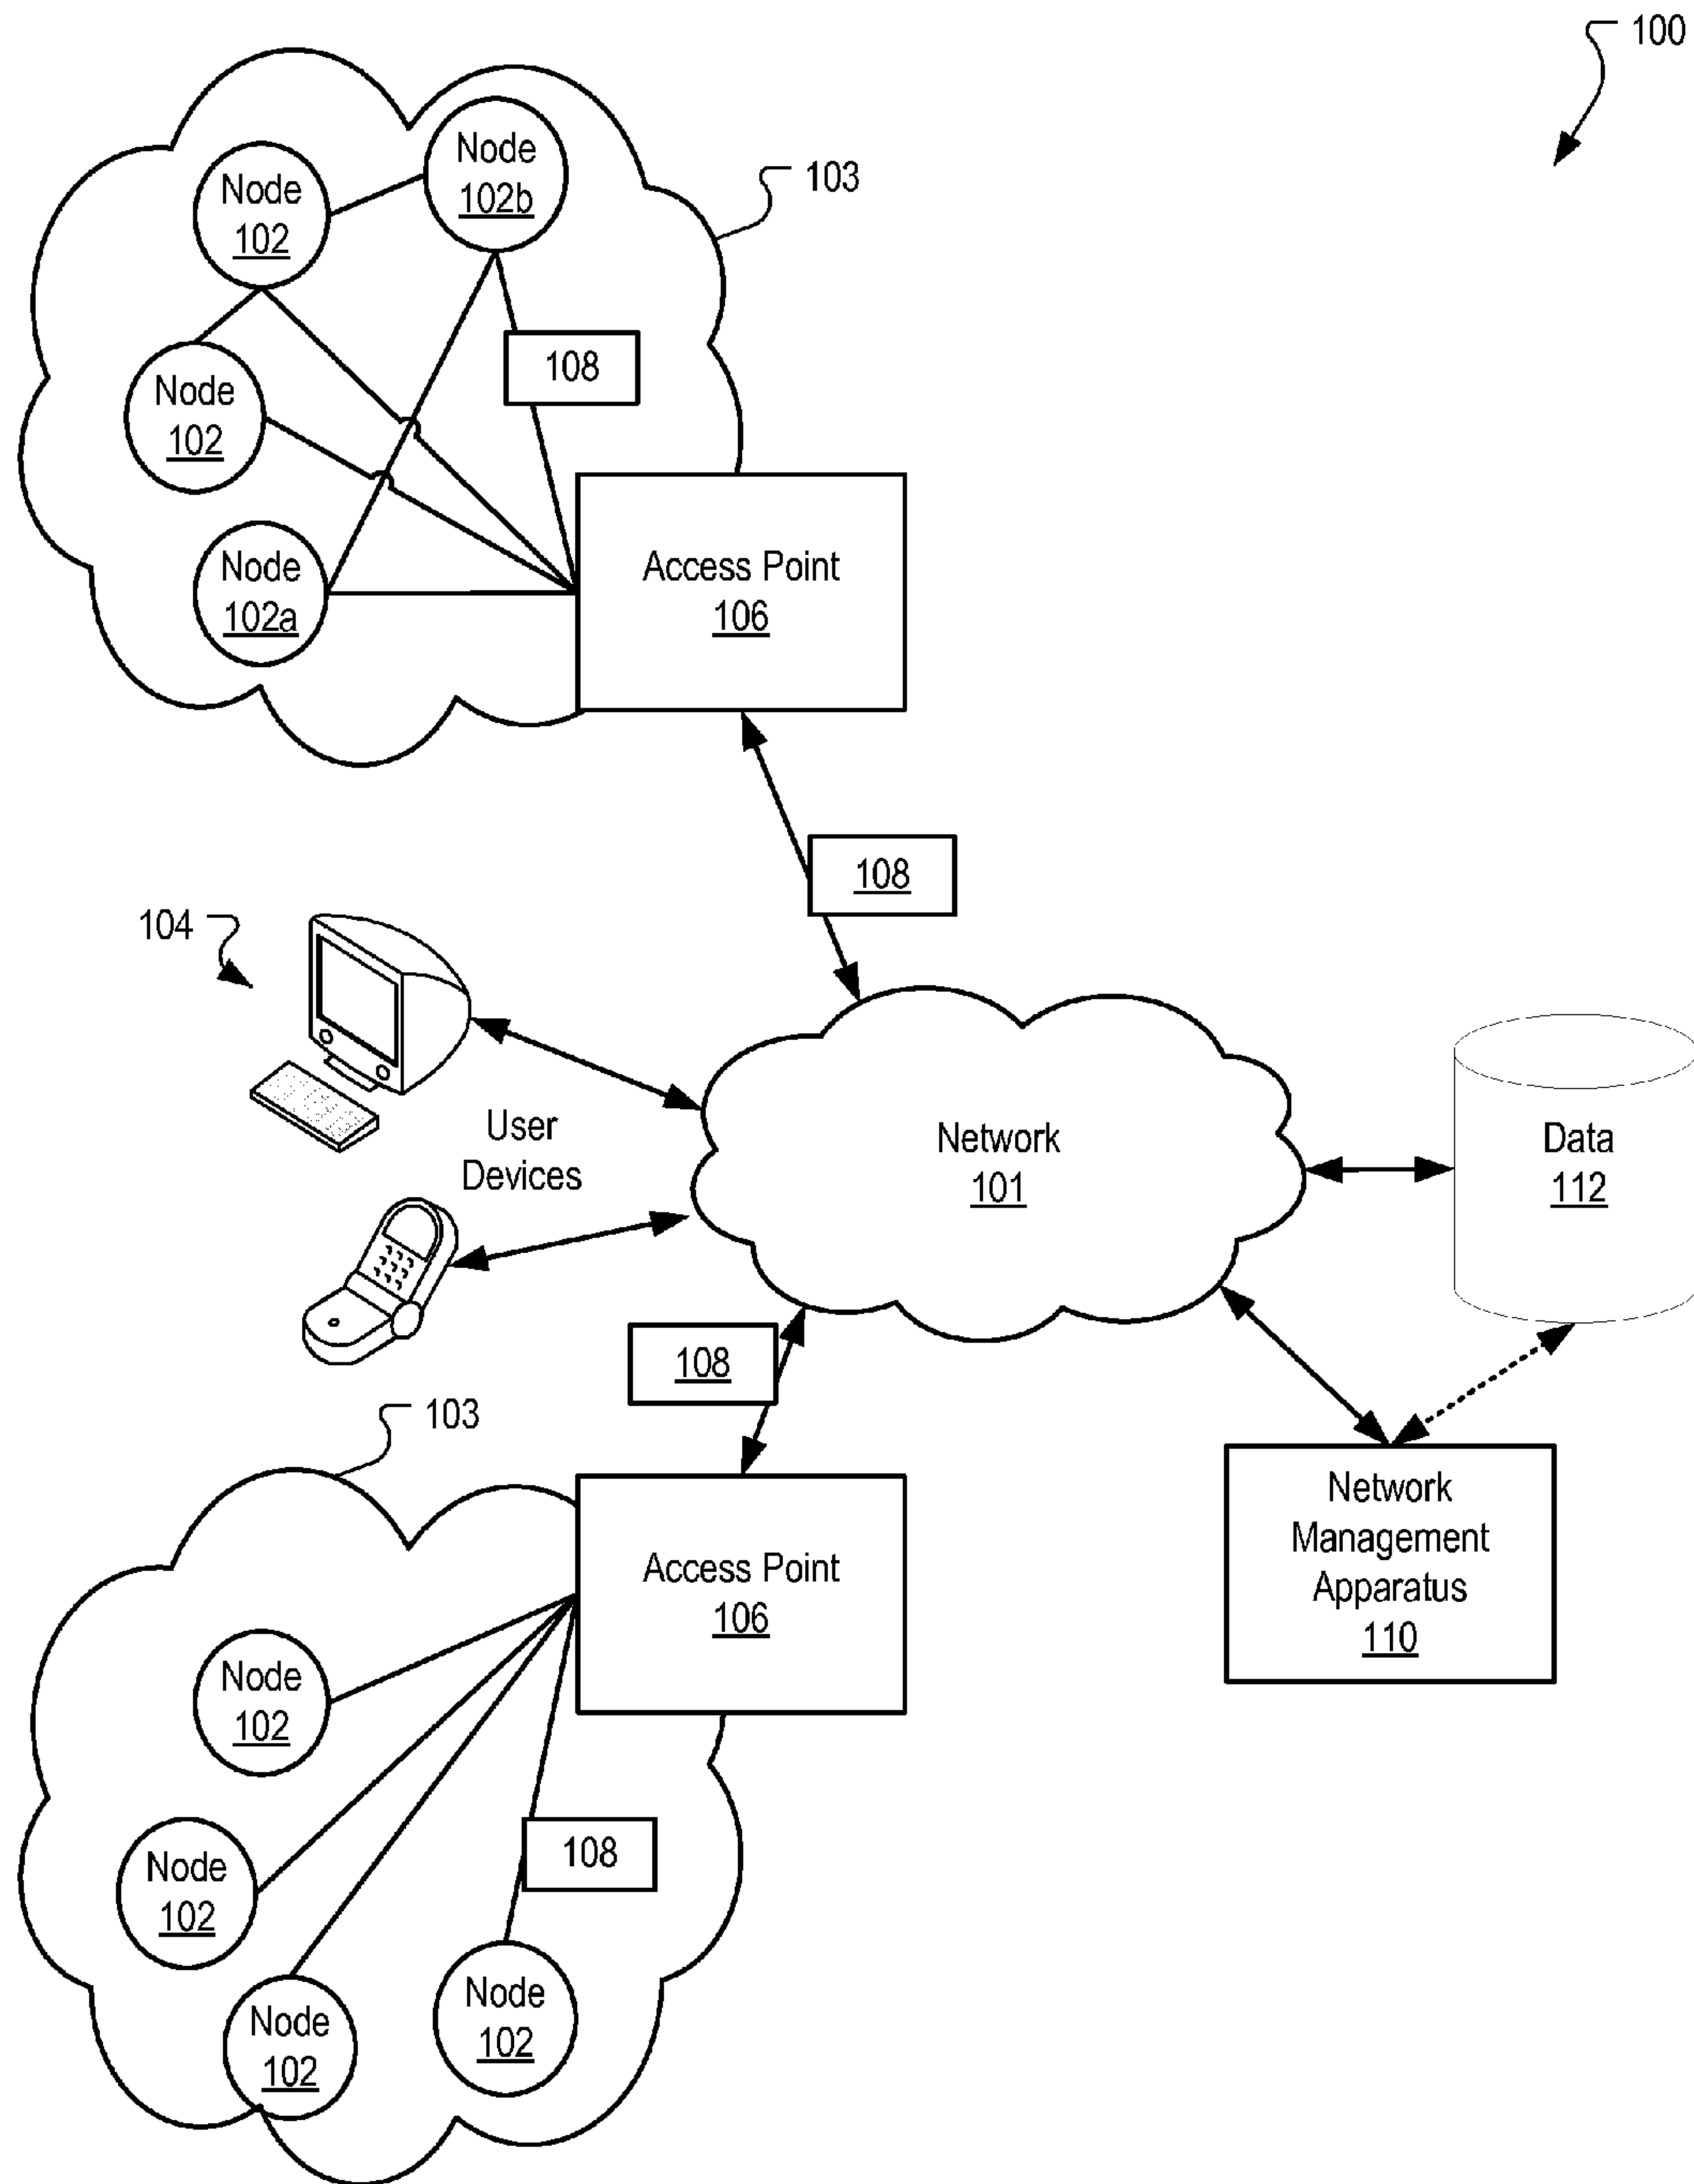 100
Node
102b
Node
102
103
108
Node
102
Node
102a
Access Point
106
108
104
User
Devices
Network
101
Data
112
108
103
Access Point
106
Network
Management
Apparatus
110
Node
102
108
Node
102
Node
102
Node
102